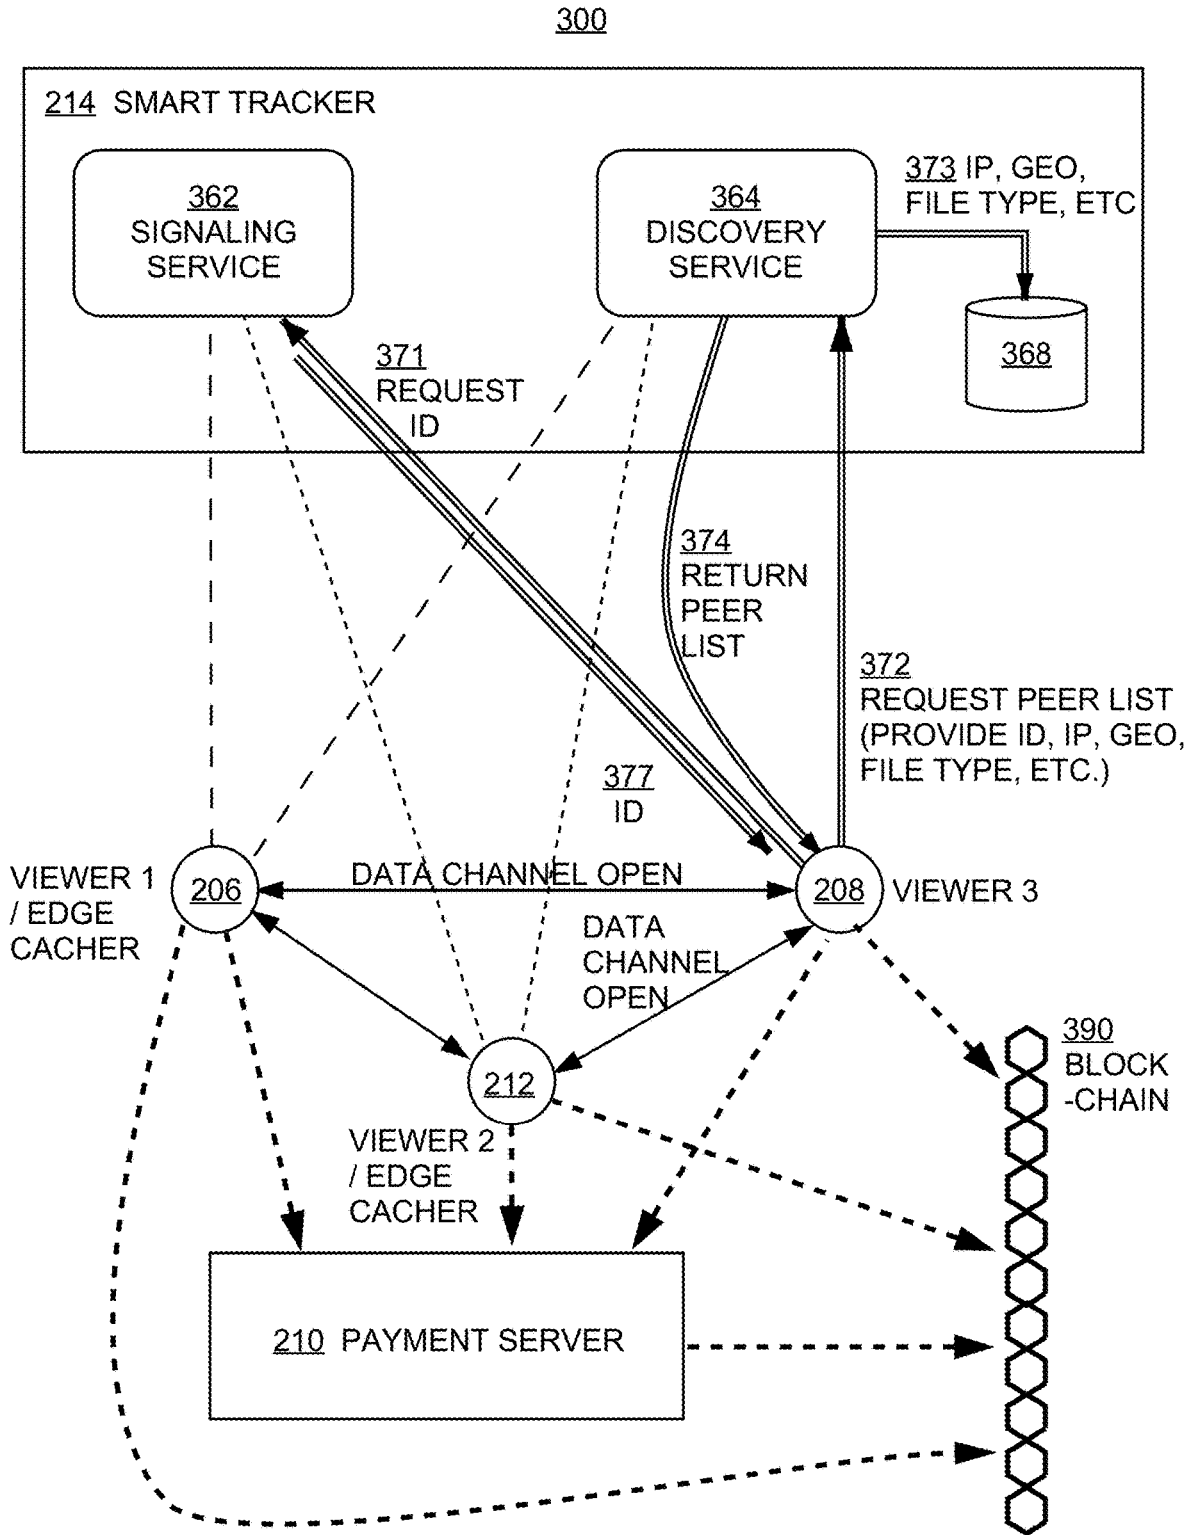 300
214 SMART TRACKER
362
SIGNALING
SERVICE
364
DISCOVERY
SERVICE
373 IP, GEO,
FILE TYPE, ETC
368
371
REQUEST
ID
374
RETURN
PEER
LIST
372
REQUEST PEER LIST
(PROVIDE ID, IP, GEO,
FILE TYPE, ETC.)
377
ID
VIEWER 1
/ EDGE
CACHER
206
DATA CHANNEL OPEN
208
VIEWER 3
DATA
CHANNEL
OPEN
212
VIEWER 2
/ EDGE
CACHER
390
BLOCK
-CHAIN
210 PAYMENT SERVER